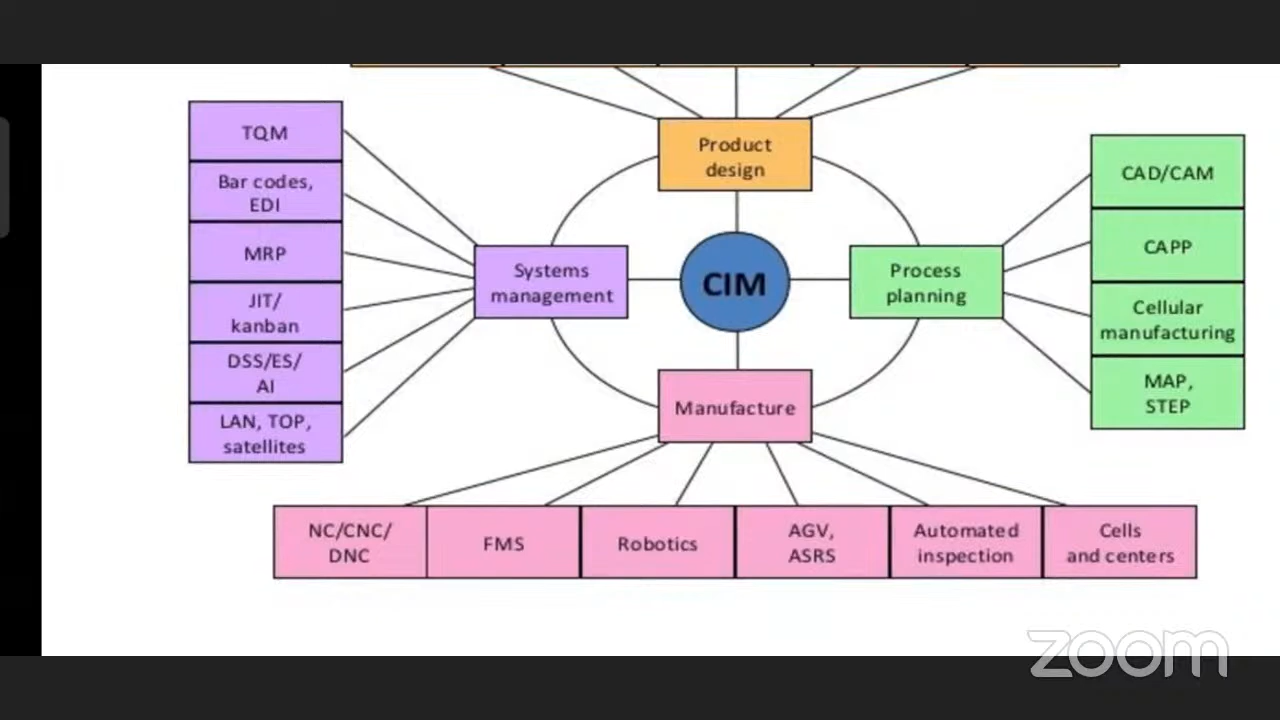 Product
design
TQM
Bar codes,
EDI
MRP
JIT/
kanban
DSS/ES/
AI
LAN, TOP,
satellites
Systems
management
CIM
Process
planning
CAD/CAM
CAPP
Cellular
manufacturing
MAP,
STEP
Manufacture
NC/CNC/
DNC
FMS
Robotics
AGV,
ASRS
Automated
inspection
Cells
and centers
zoom